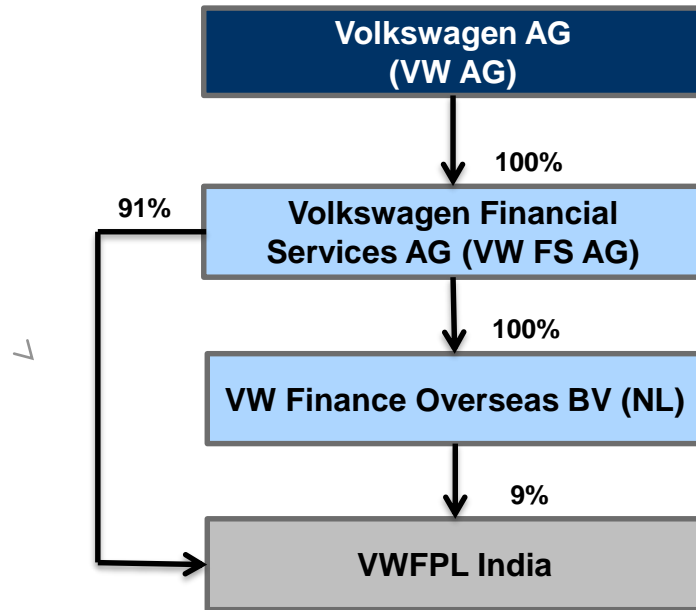 Volkswagen AG
(VW AG)
100%
91%
Volkswagen Financial
Services AG (VW FS AG)
100%
VW Finance Overseas BV (NL)
9%
VWFPL India